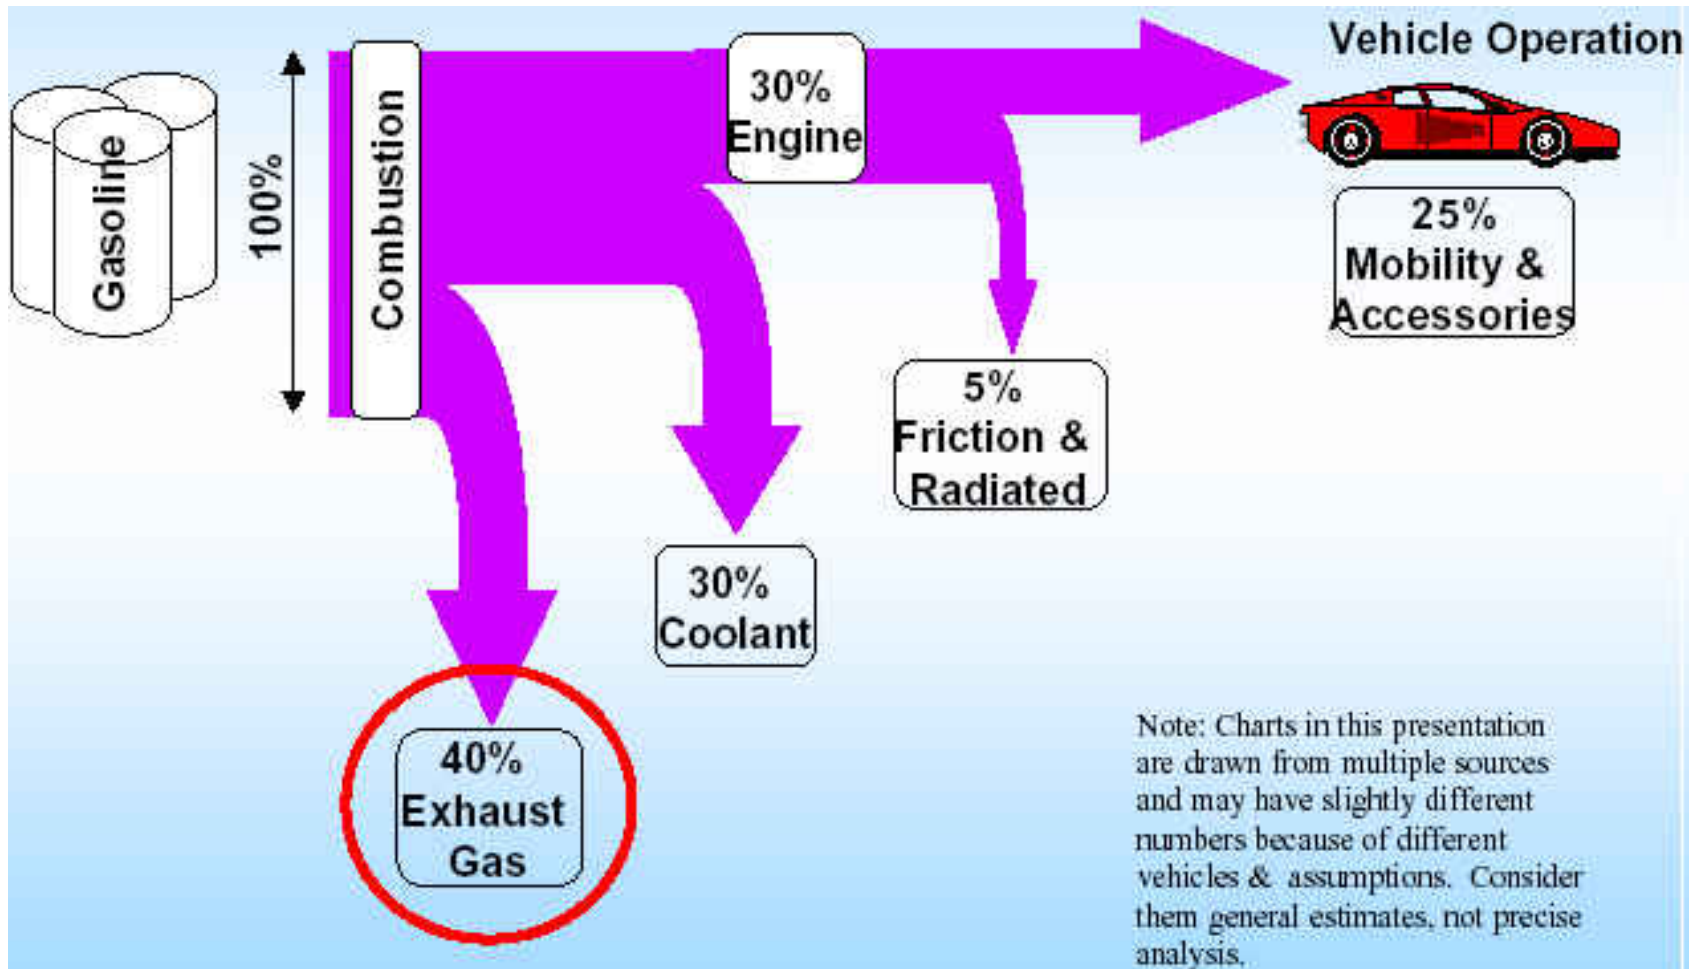 Gasoline
100%
Combustion
30%
Engine
Vehicle Operation
25%
Mobility &
Accessories
5%
Friction &
Radiated
30%
Coolant
40%
Exhaust
Gas
Note: Charts in this presentation
are drawn from multiple sources
and may have slightly different
numbers because of different
vehicles & assumptions. Consider
them general estimates, not precise
analysis.